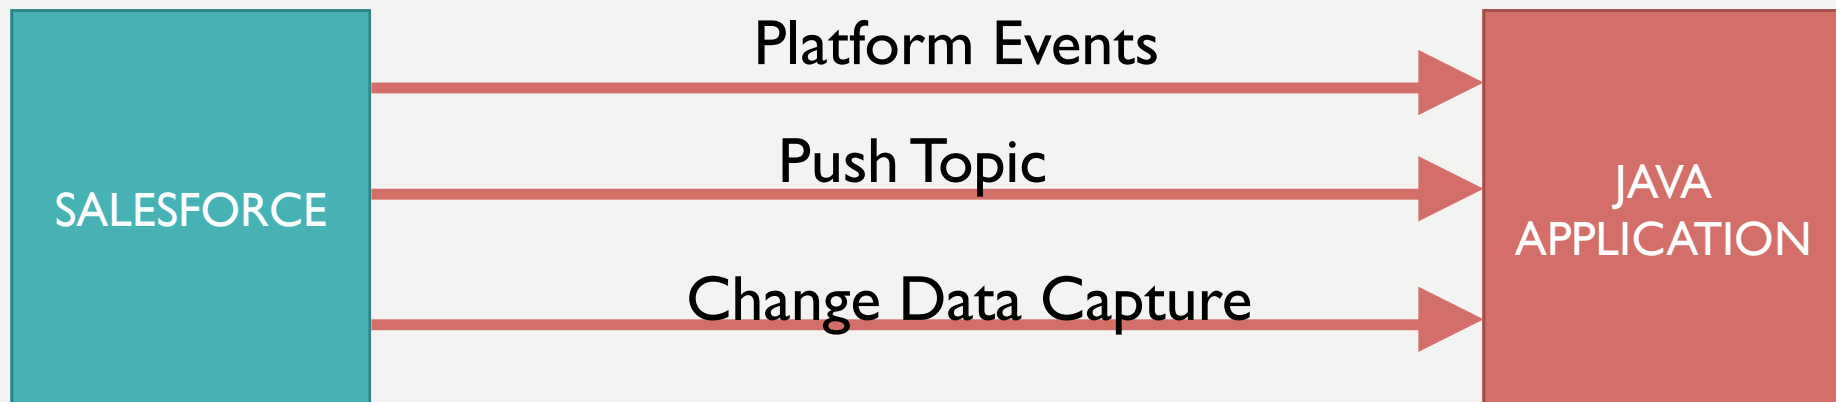 Platform Events
Push Topic
SALESFORCE
JAVA
APPLICATION
Change Data Capture